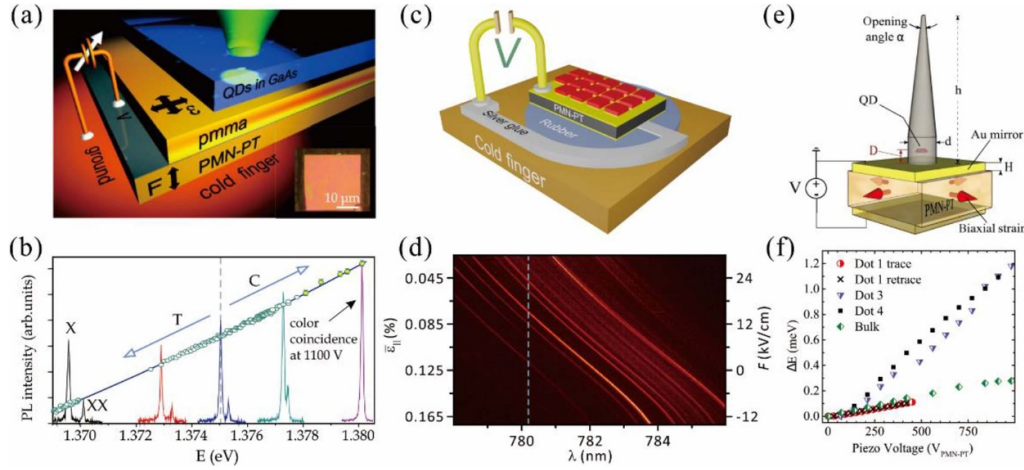 (a)
QDs in GaAs
pmma
PMN-PT
cold finger
ground
V
ε
F
10 μm
(b)
PL intensity (arb.units)
X
XX
T
C
color
coincidence
at 1100 V
1.370 1.372 1.374 1.376 1.378 1.380
E (eV)
(c)
V
PMN-PT
Silver glue
Rubber
Cold finger
(d)
ε̅|| (%)
0.045
0.085
0.125
0.165
24
18
12
6
0
-6
-12
F (kV/cm)
780 782 784
λ (nm)
(e)
Opening
angle α
h
QD
d
D
Au mirror
H
V
PMN-PT
Biaxial strain
(f)
Dot 1 trace
Dot 1 retrace
Dot 3
Dot 4
Bulk
ΔE (meV)
1.2
1.0
0.8
0.6
0.4
0.2
0.0
0 250 500 750
Piezo Voltage (VPMN-PT)